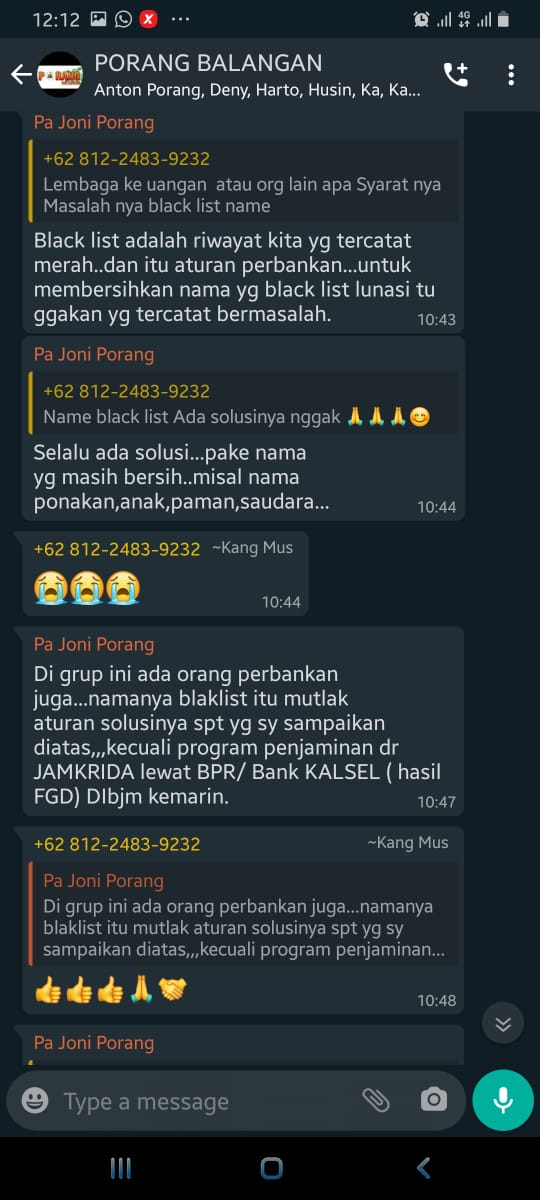 12:12
4G
PORANG BALANGAN
Anton Porang, Deny, Harto, Husin, Ka, Ka...
Pa Joni Porang
+62 812-2483-9232
Lembaga ke uangan atau org lain apa Syarat nya
Masalah nya black list name
Black list adalah riwayat kita yg tercatat
merah..dan itu aturan perbankan...untuk
membersihkan nama yg black list lunasi tu
ggakan yg tercatat bermasalah.
10:43
Pa Joni Porang
+62 812-2483-9232
Name black list Ada solusinya nggak 🙏🙏🙏😊
Selalu ada solusi...pake nama
yg masih bersih..misal nama
ponakan,anak,paman,saudara...
10:44
+62 812-2483-9232 ~Kang Mus
😭😭😭
10:44
Pa Joni Porang
Di grup ini ada orang perbankan
juga...namanya blaklist itu mutlak
aturan solusinya spt yg sy sampaikan
diatas,,,kecuali program penjaminan dr
JAMKRIDA lewat BPR/ Bank KALSEL ( hasil
FGD) DIbjm kemarin.
10:47
+62 812-2483-9232 ~Kang Mus
Pa Joni Porang
Di grup ini ada orang perbankan juga...namanya
blaklist itu mutlak aturan solusinya spt yg sy
sampaikan diatas,,,kecuali program penjaminan...
👍👍👍🙏🤝
10:48
Pa Joni Porang
Type a message